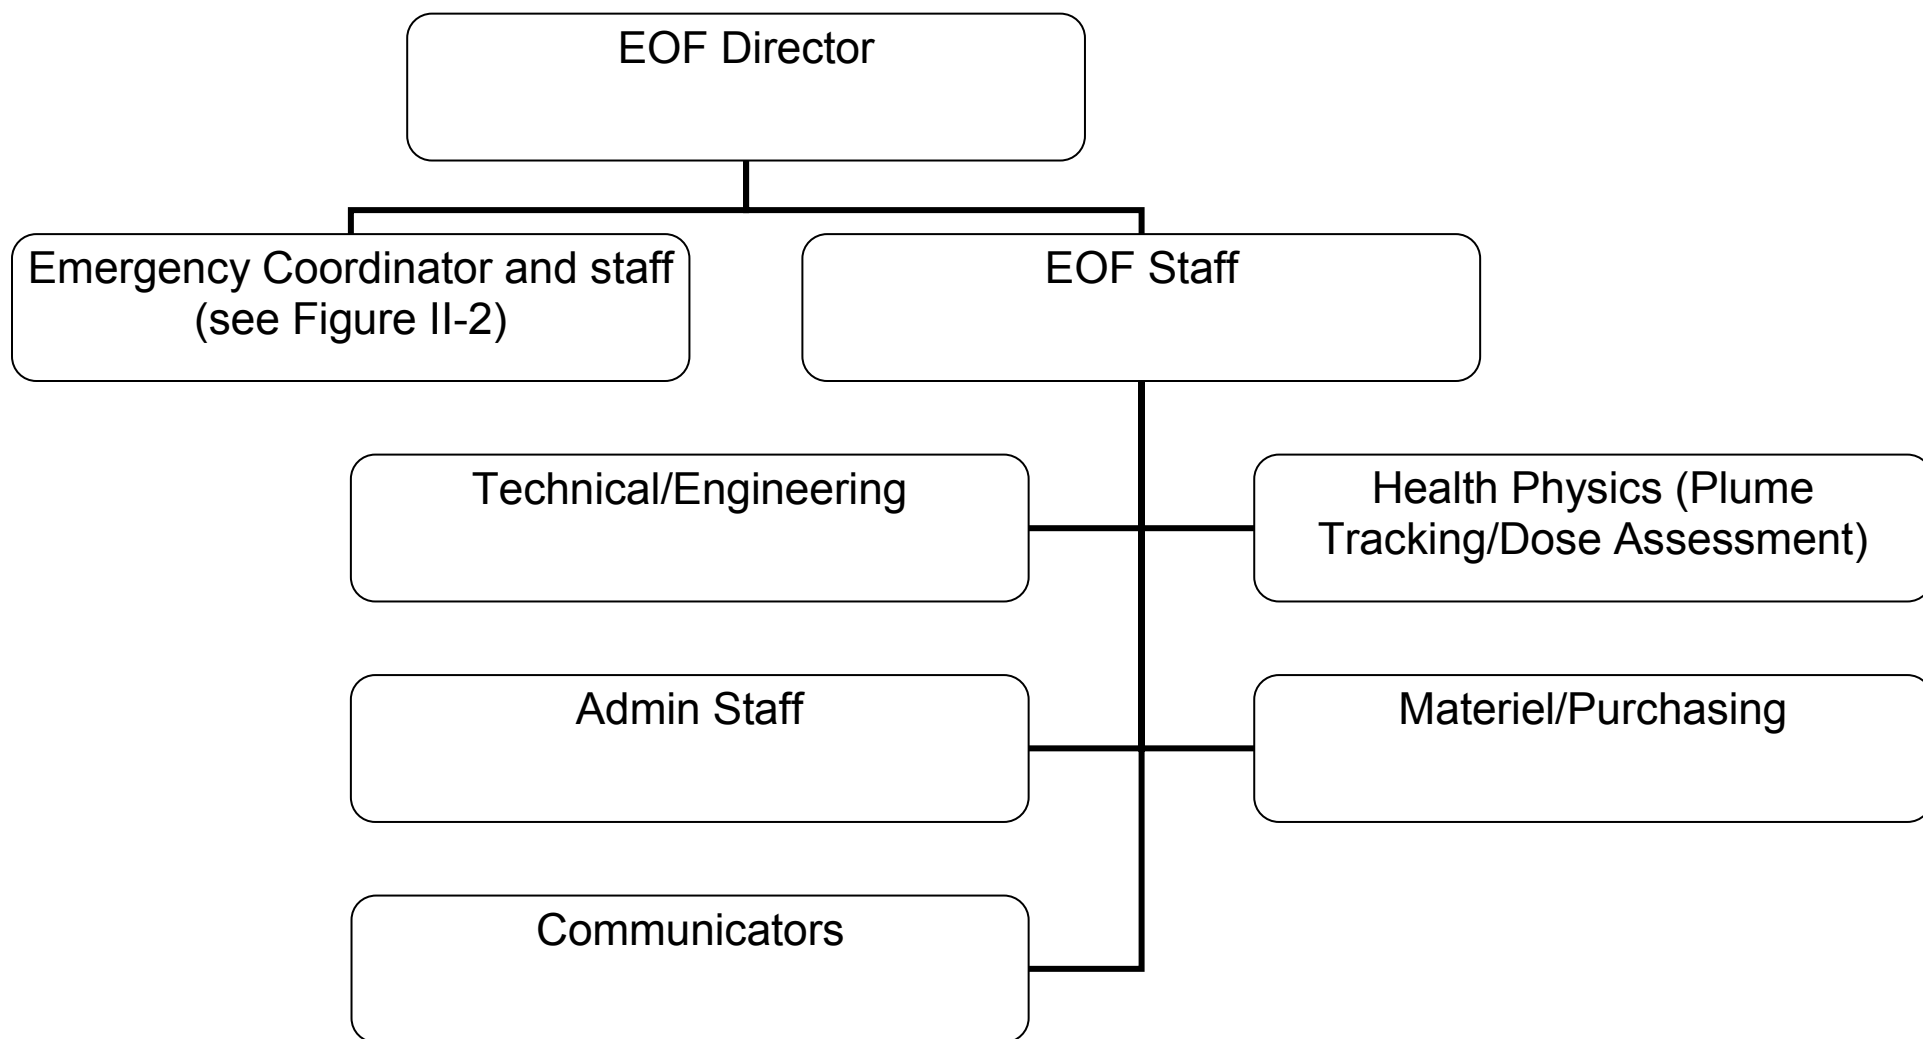 EOF Director
Emergency Coordinator and staff
(see Figure II-2)
EOF Staff
Technical/Engineering
Health Physics (Plume
Tracking/Dose Assessment)
Admin Staff
Materiel/Purchasing
Communicators